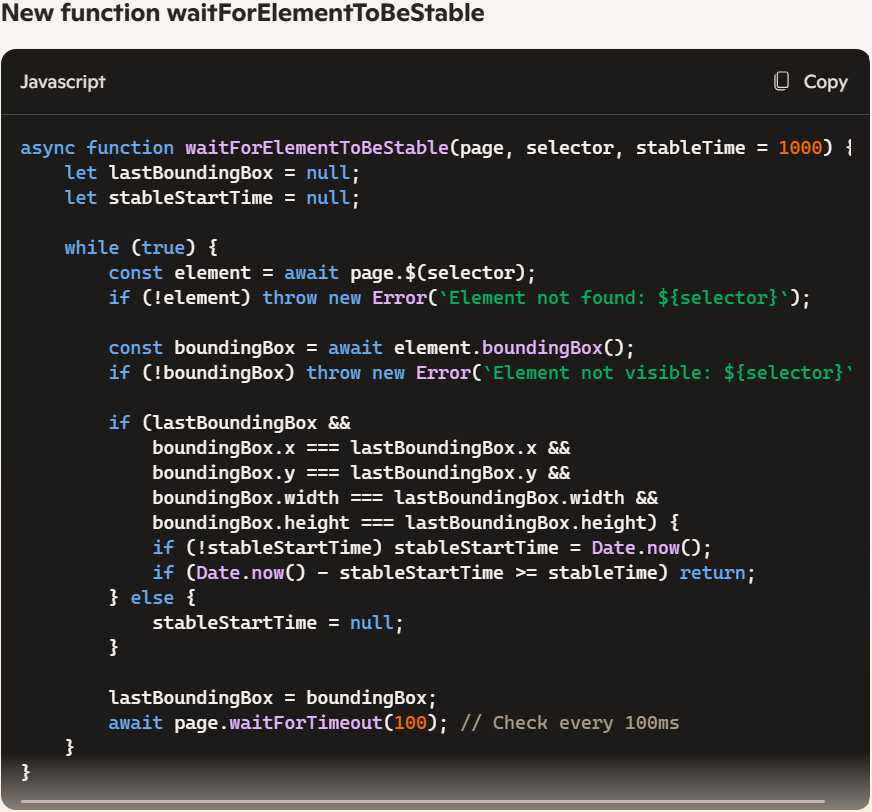 New function waitForElementToBeStable
Javascript
Copy
async function waitForElementToBeStable(page, selector, stableTime = 1000) {
    let lastBoundingBox = null;
    let stableStartTime = null;

    while (true) {
        const element = await page.$(selector);
        if (!element) throw new Error(`Element not found: ${selector}`);

        const boundingBox = await element.boundingBox();
        if (!boundingBox) throw new Error(`Element not visible: ${selector}`

        if (lastBoundingBox &&
            boundingBox.x === lastBoundingBox.x &&
            boundingBox.y === lastBoundingBox.y &&
            boundingBox.width === lastBoundingBox.width &&
            boundingBox.height === lastBoundingBox.height) {
            if (!stableStartTime) stableStartTime = Date.now();
            if (Date.now() - stableStartTime >= stableTime) return;
        } else {
            stableStartTime = null;
        }

        lastBoundingBox = boundingBox;
        await page.waitForTimeout(100); // Check every 100ms
    }
}